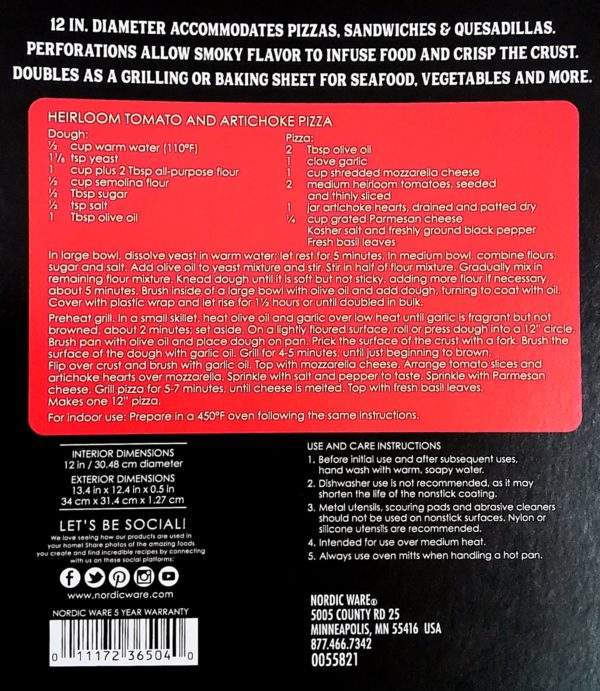 12 IN. DIAMETER ACCOMMODATES PIZZAS, SANDWICHES & QUESADILLAS.
PERFORATIONS ALLOW SMOKY FLAVOR TO INFUSE FOOD AND CRISP THE CRUST.
DOUBLES AS A GRILLING OR BAKING SHEET FOR SEAFOOD, VEGETABLES AND MORE.
HEIRLOOM TOMATO AND ARTICHOKE PIZZA
Dough:
½ cup warm water (110°F)
1⅛ tsp yeast
1 cup plus 2 Tbsp all-purpose flour
½ cup semolina flour
½ Tbsp sugar
½ tsp salt
1 Tbsp olive oil
Pizza:
2 Tbsp olive oil
1 clove garlic
1 cup shredded mozzarella cheese
2 medium heirloom tomatoes, seeded
and thinly sliced
1 jar artichoke hearts, drained and patted dry
¼ cup grated Parmesan cheese
Kosher salt and freshly ground black pepper
Fresh basil leaves
In large bowl, dissolve yeast in warm water; let rest for 5 minutes. In medium bowl, combine flours,
sugar and salt. Add olive oil to yeast mixture and stir. Stir in half of flour mixture. Gradually mix in
remaining flour mixture. Knead dough until it is soft but not sticky, adding more flour if necessary,
about 5 minutes. Brush inside of a large bowl with olive oil and add dough, turning to coat with oil.
Cover with plastic wrap and let rise for 1½ hours or until doubled in bulk.
Preheat grill. In a small skillet, heat olive oil and garlic over low heat until garlic is fragrant but not
browned, about 2 minutes; set aside. On a lightly floured surface, roll or press dough into a 12" circle.
Brush pan with olive oil and place dough on pan. Prick the surface of the crust with a fork. Brush the
surface of the dough with garlic oil. Grill for 4-5 minutes, until just beginning to brown.
Flip over crust and brush with garlic oil. Top with mozzarella cheese. Arrange tomato slices and
artichoke hearts over mozzarella. Sprinkle with salt and pepper to taste. Sprinkle with Parmesan
cheese. Grill pizza for 5-7 minutes, until cheese is melted. Top with fresh basil leaves.
Makes one 12" pizza.
For indoor use: Prepare in a 450°F oven following the same instructions.
INTERIOR DIMENSIONS
12 in / 30.48 cm diameter
EXTERIOR DIMENSIONS
13.4 in x 12.4 in x 0.5 in
34 cm x 31.4 cm x 1.27 cm
LET'S BE SOCIAL!
We love seeing how our products are used in
your home! Share photos of the amazing foods
you create and find incredible recipes by connecting
with us on these social platforms:
www.nordicware.com
NORDIC WARE 5 YEAR WARRANTY
0 11172 36504 0
USE AND CARE INSTRUCTIONS
1. Before initial use and after subsequent uses,
hand wash with warm, soapy water.
2. Dishwasher use is not recommended, as it may
shorten the life of the nonstick coating.
3. Metal utensils, scouring pads and abrasive cleaners
should not be used on nonstick surfaces. Nylon or
silicone utensils are recommended.
4. Intended for use over medium heat.
5. Always use oven mitts when handling a hot pan.
NORDIC WARE®
5005 COUNTY RD 25
MINNEAPOLIS, MN 55416 USA
877.466.7342
0055821